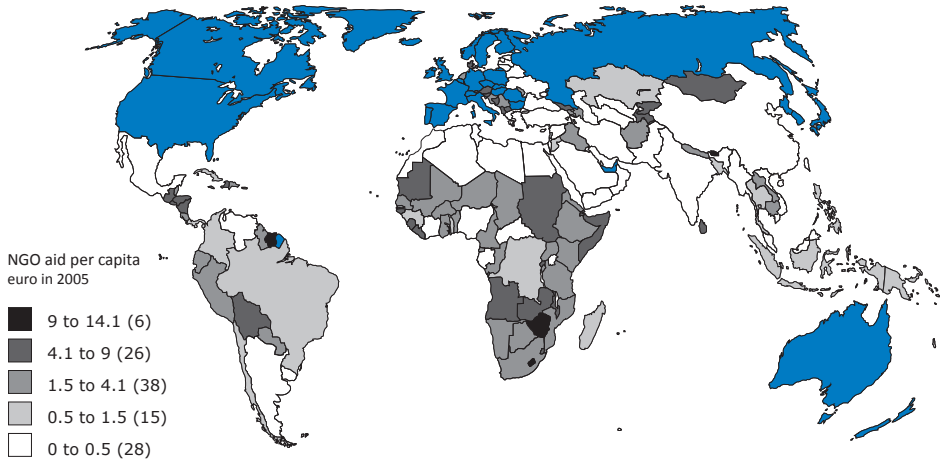 NGO aid per capita
euro in 2005
9 to 14.1 (6)
4.1 to 9 (26)
1.5 to 4.1 (38)
0.5 to 1.5 (15)
0 to 0.5 (28)